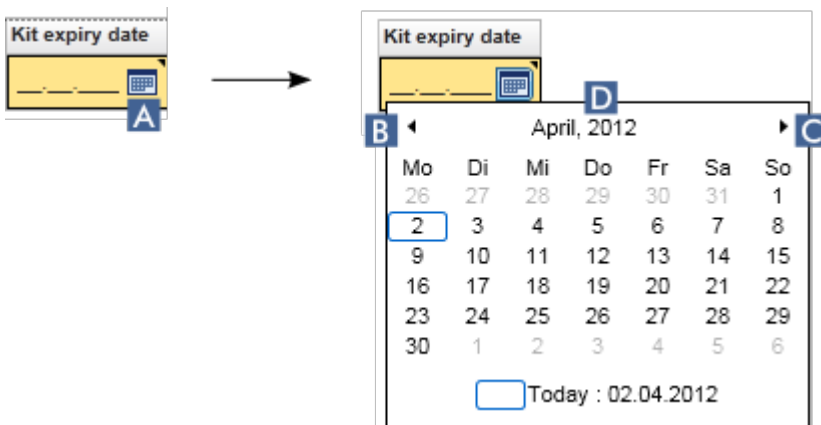 Kit expiry date
__.__.____
A
Kit expiry date
__.__.____
D
B April, 2012 C
Mo Di Mi Do Fr Sa So
26 27 28 29 30 31 1
2 3 4 5 6 7 8
9 10 11 12 13 14 15
16 17 18 19 20 21 22
23 24 25 26 27 28 29
30 1 2 3 4 5 6
Today : 02.04.2012